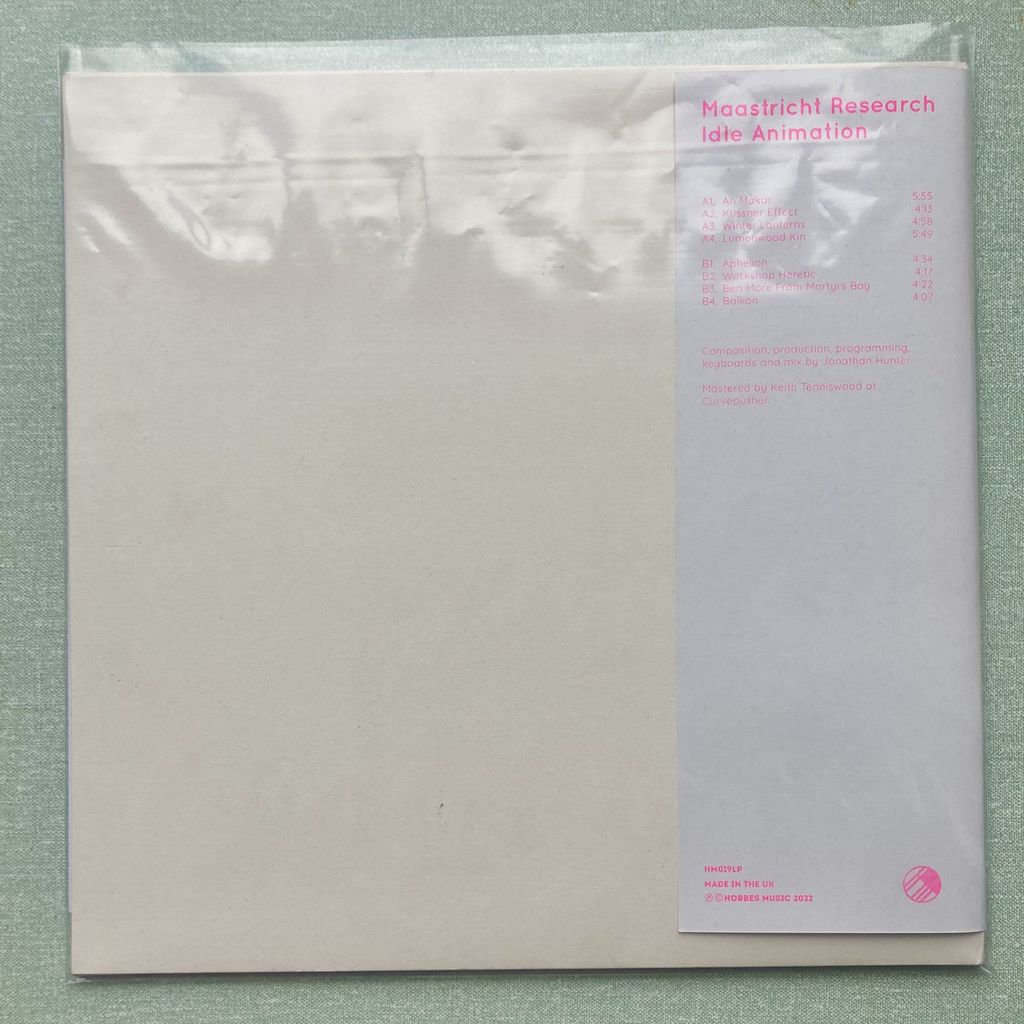 Maastricht Research
Idle Animation
A1, An Makar 5:55
A2, Kussner Effect 4:13
A3, Winter Lanterns 4:58
A4, Lumenwood Kin 5:49
B1, Aphelion 4:34
B2, Workshop Heretic 4:17
B3, Ben More From Martyrs Bay 4:22
B4, Balkon 4:07
Composition, production, programming,
keyboards and mix by Jonathan Hunter.
Mastered by Keith Tenniswood at
Curvepusher.
HM019LP
MADE IN THE UK
℗ © HOBBES MUSIC 2022